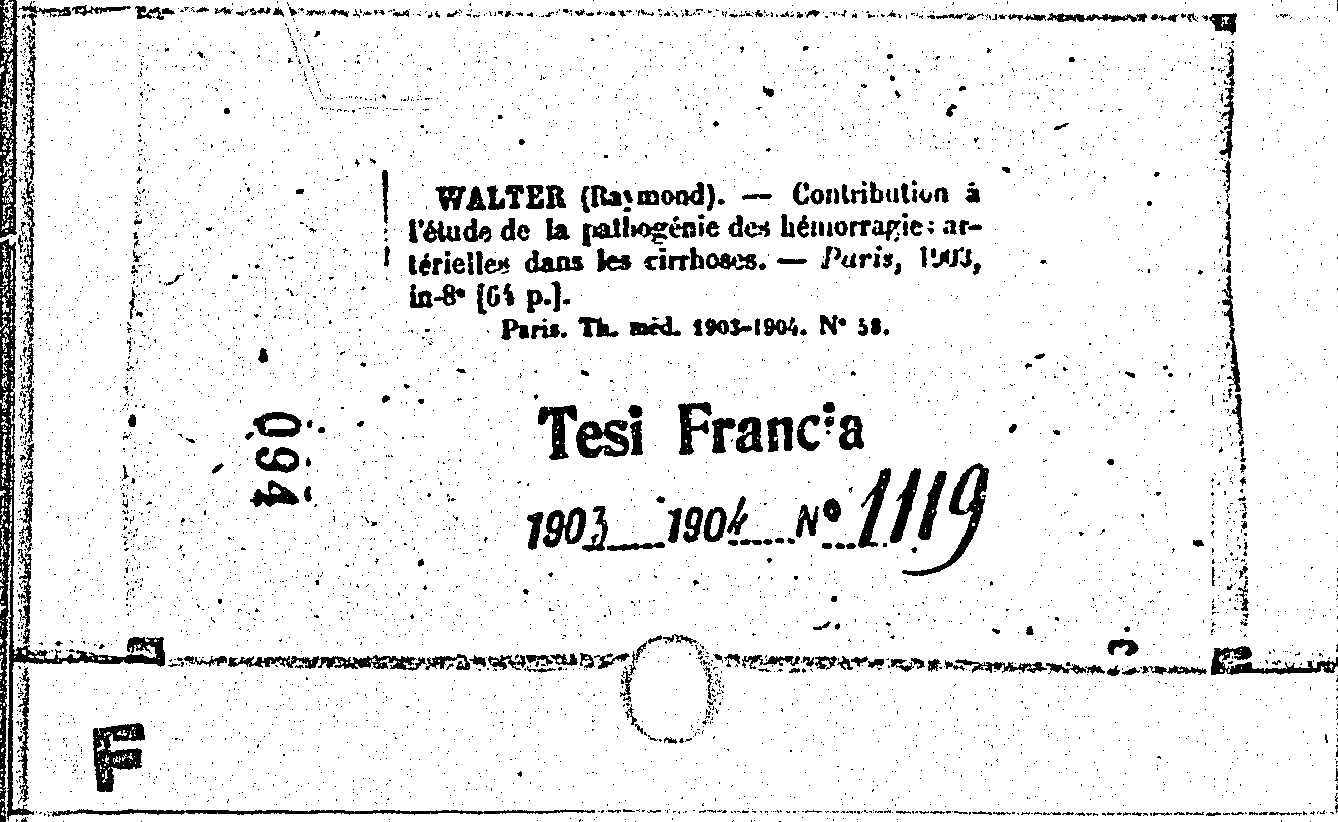 WALTER (Raymond). — Contribution à
l'étude de la pathogénie des hémorragies ar-
térielles dans les cirrhoses. — Paris, 1903,
in-8° [64 p.].
Paris. Th. méd. 1903-1904. N° 58.
Tesi Francia
1903 1904 N° 1119
094
3
F